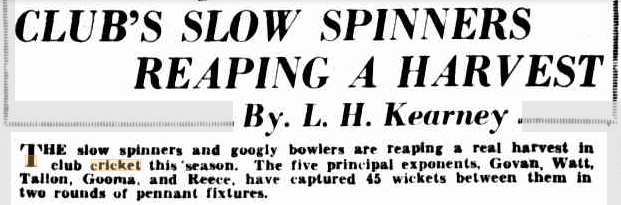 CLUB'S SLOW SPINNERS
REAPING A HARVEST
By. L. H. Kearney
THE slow spinners and googly bowlers are reaping a real harvest in
club cricket this season. The five principal exponents, Govan, Watt,
Tallon, Gooma, and Reece, have captured 45 wickets between them in
two rounds of pennant fixtures.